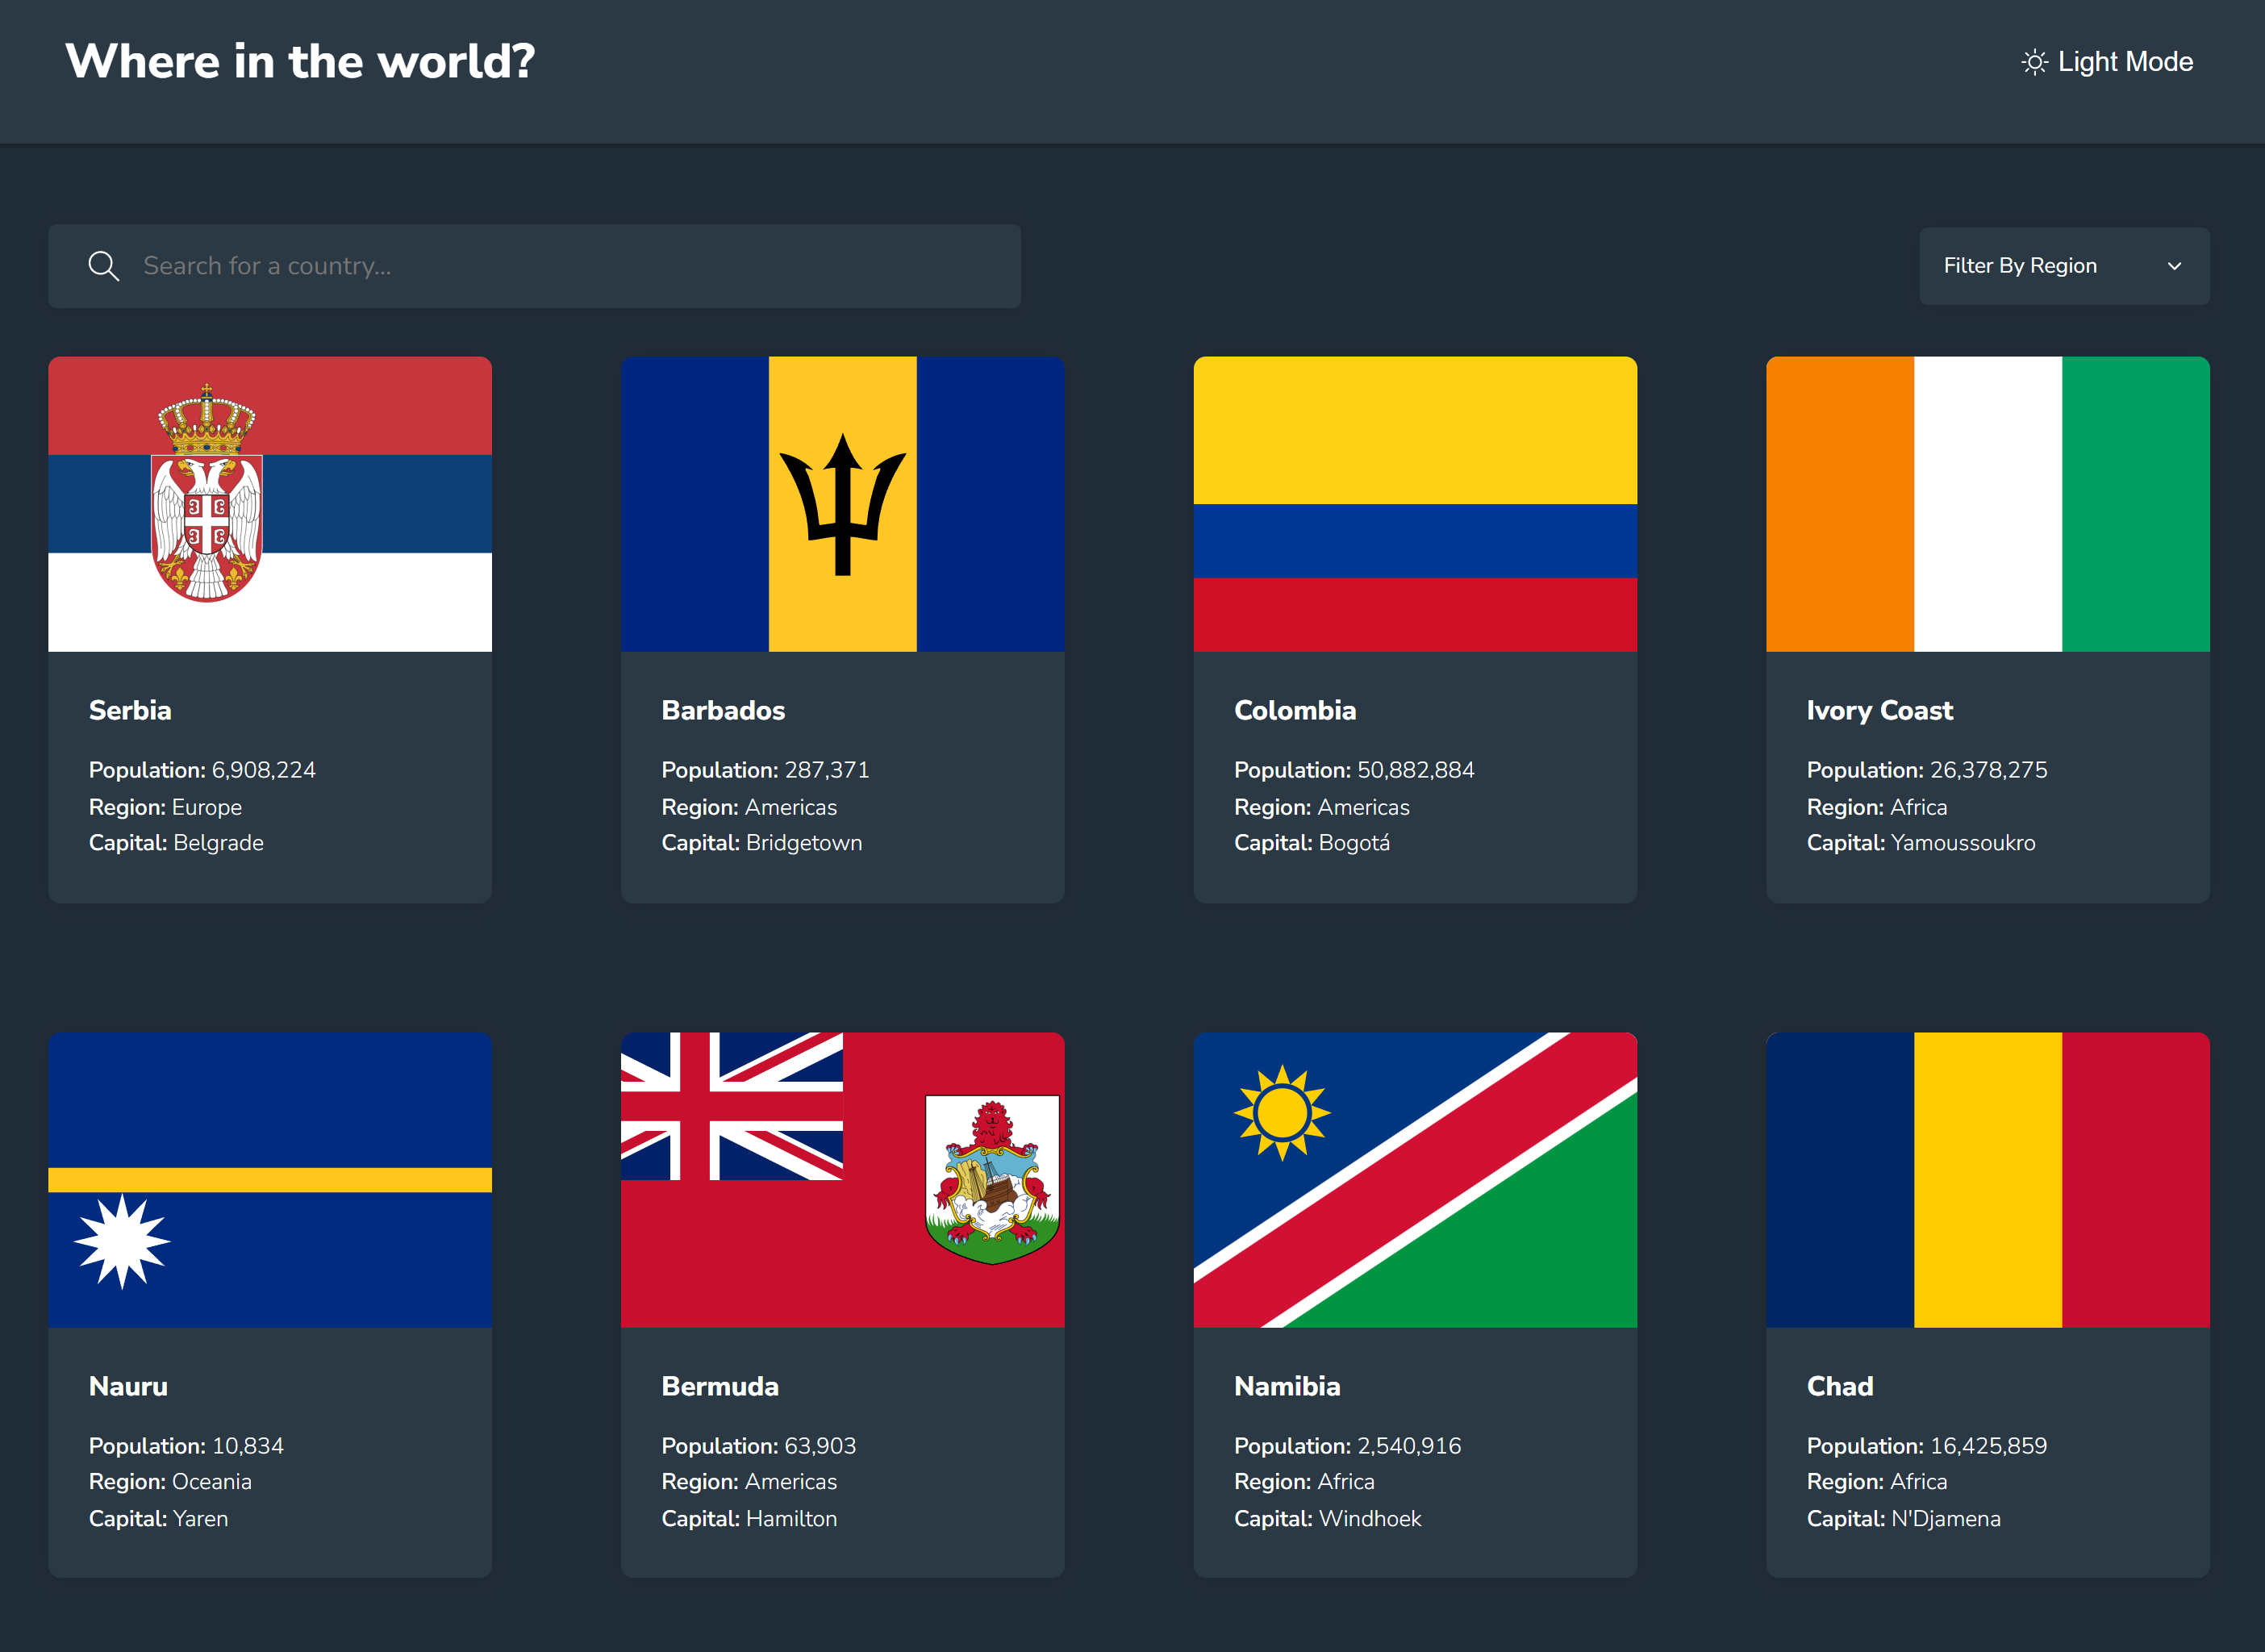 Where in the world?
Light Mode
Search for a country...
Filter By Region
Serbia
Population: 6,908,224
Region: Europe
Capital: Belgrade
Barbados
Population: 287,371
Region: Americas
Capital: Bridgetown
Colombia
Population: 50,882,884
Region: Americas
Capital: Bogotá
Ivory Coast
Population: 26,378,275
Region: Africa
Capital: Yamoussoukro
Nauru
Population: 10,834
Region: Oceania
Capital: Yaren
Bermuda
Population: 63,903
Region: Americas
Capital: Hamilton
Namibia
Population: 2,540,916
Region: Africa
Capital: Windhoek
Chad
Population: 16,425,859
Region: Africa
Capital: N'Djamena